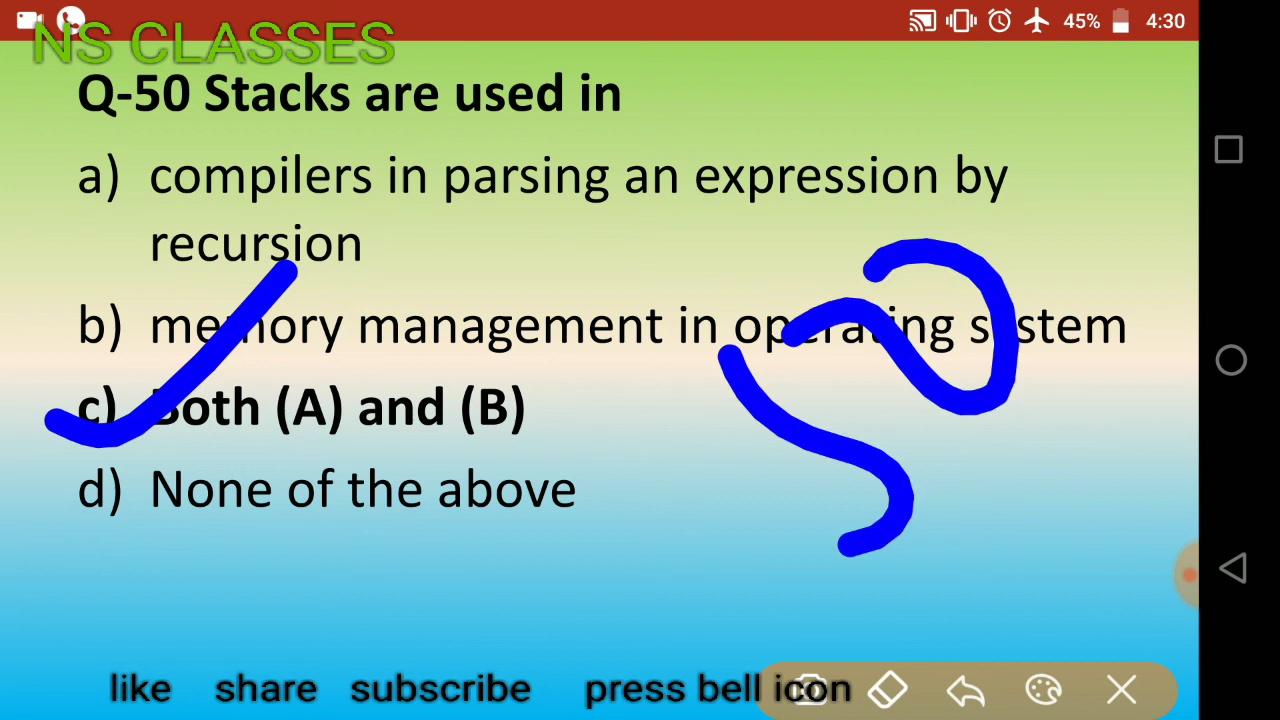 45% 4:30
NS CLASSES
Q-50 Stacks are used in
a) compilers in parsing an expression by
recursion
b) memory management in operating system
c) Both (A) and (B)
d) None of the above
like share subscribe press bell icon